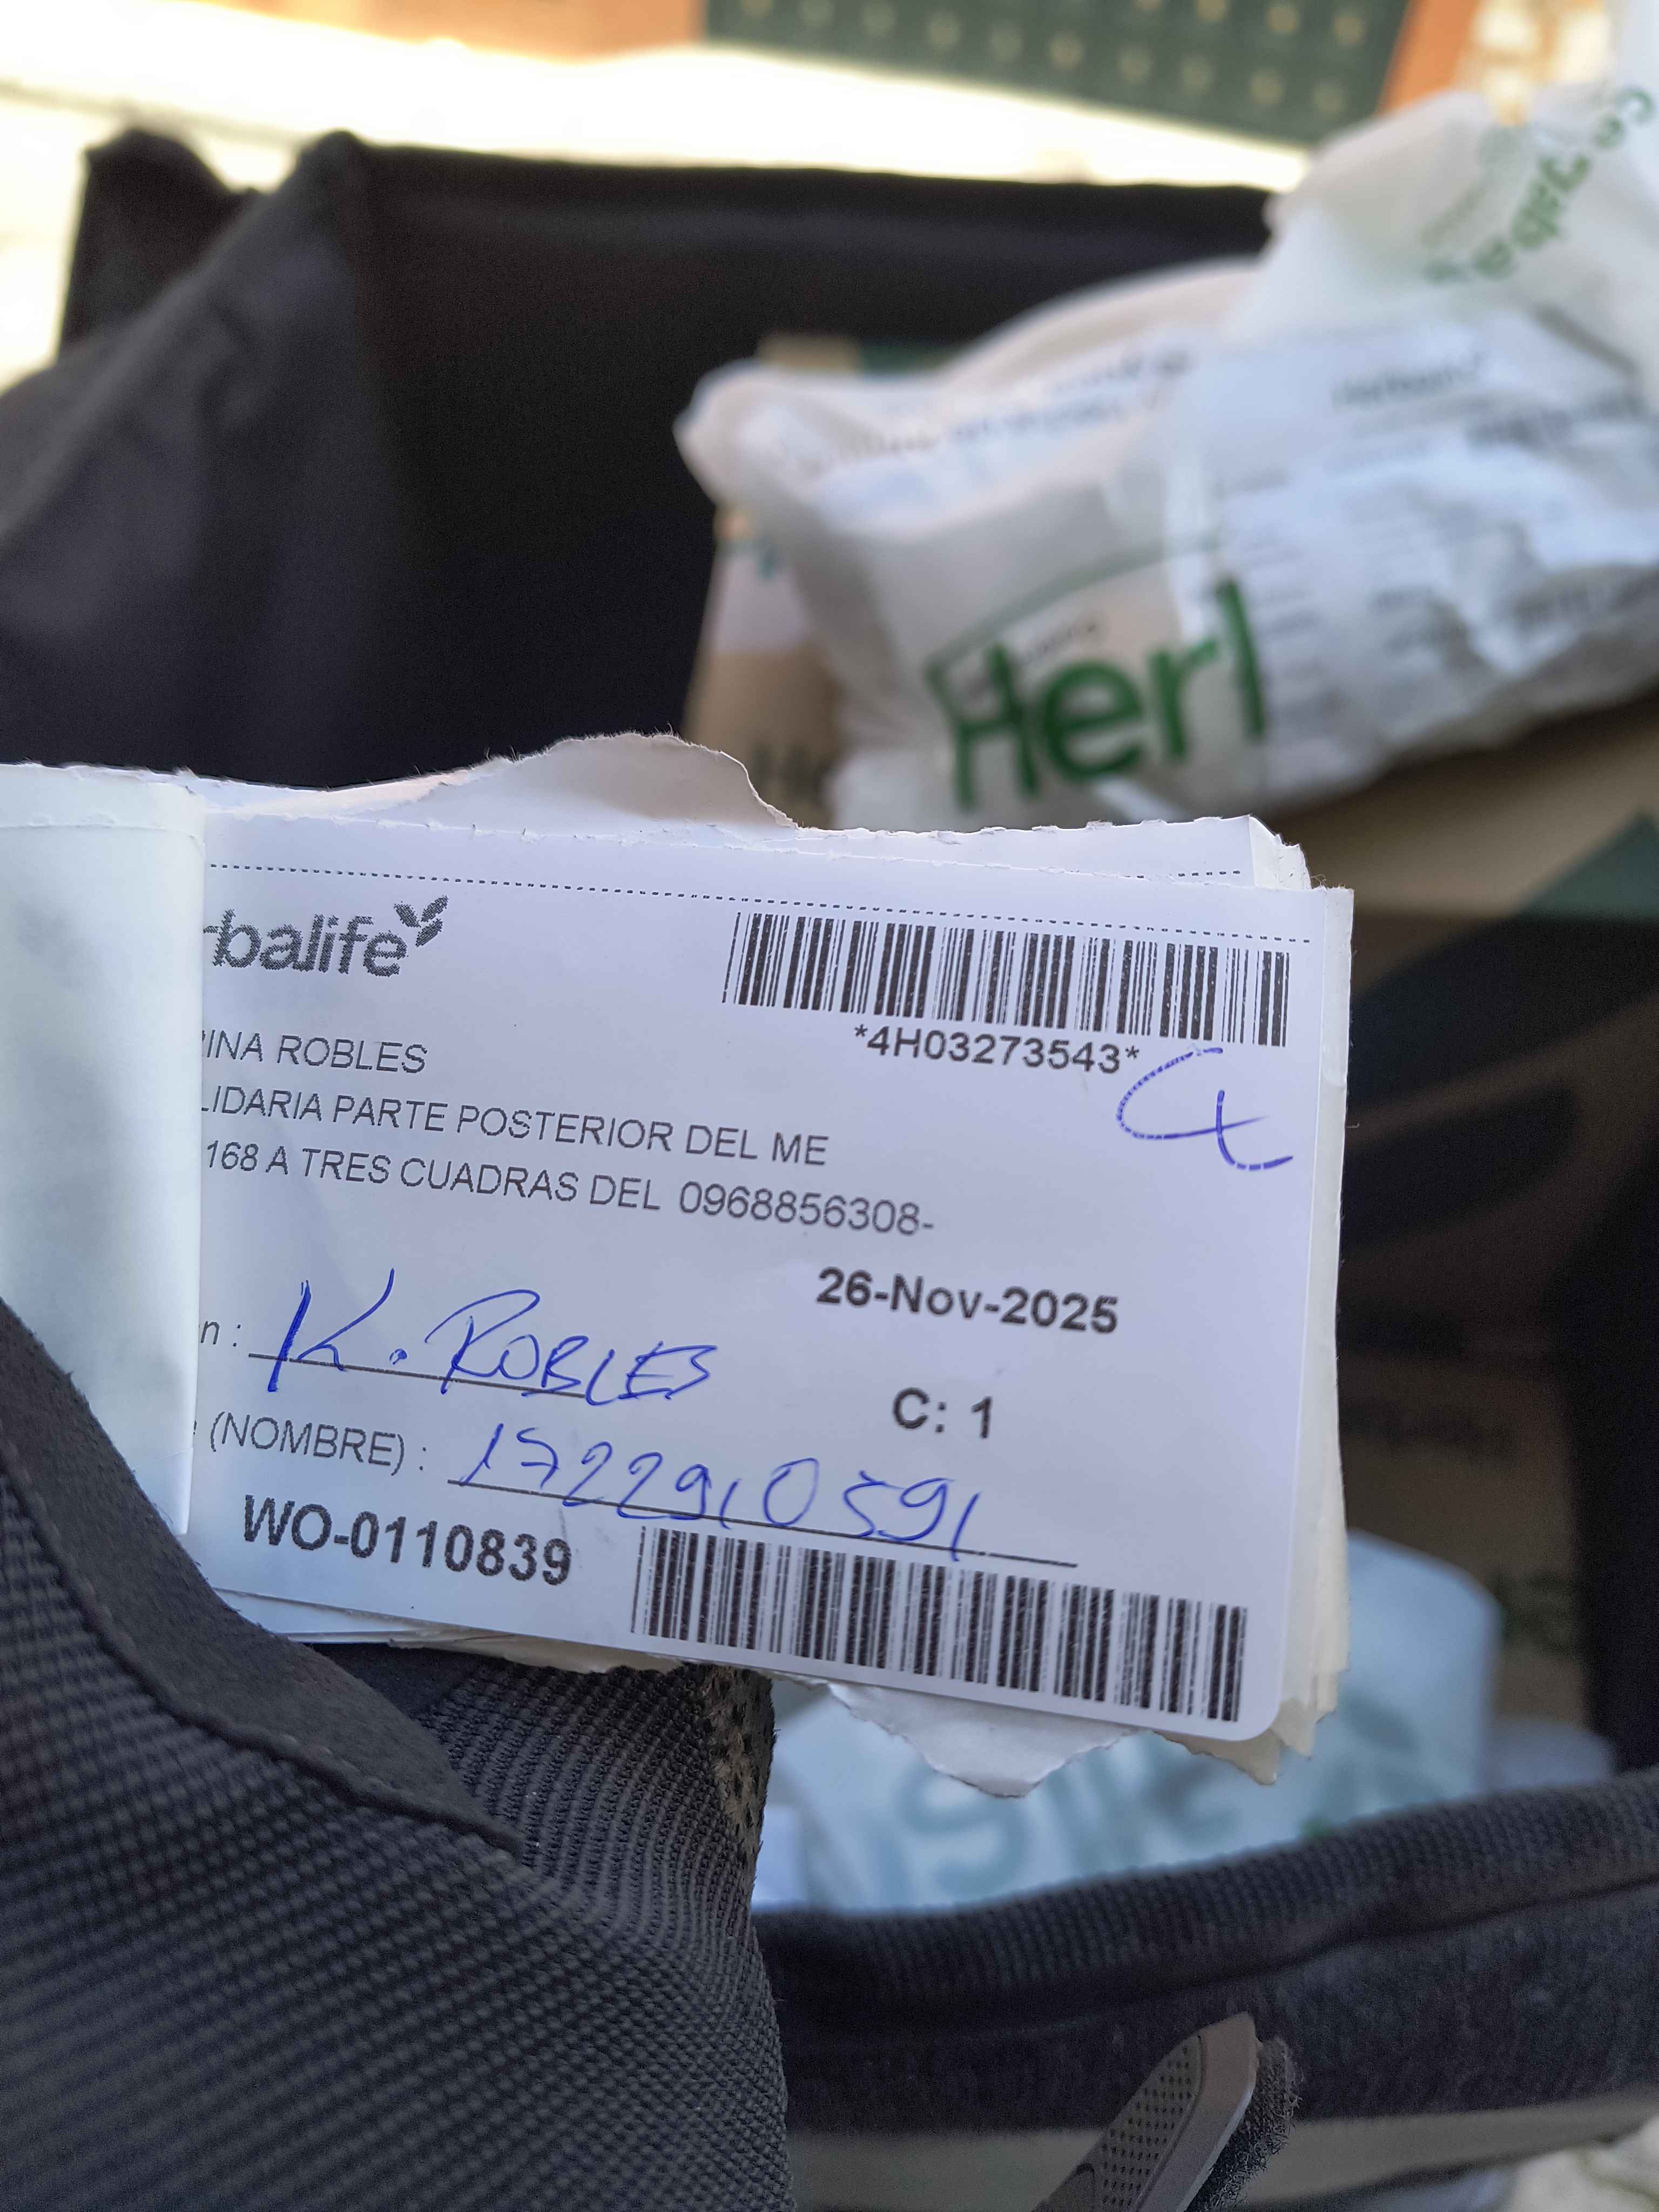 Herl
rbalife
*4H03273543*
INA ROBLES
LIDARIA PARTE POSTERIOR DEL ME
168 A TRES CUADRAS DEL 0968856308-
26-Nov-2025
n : K. ROBLES
C: 1
(NOMBRE) : 1722910591
WO-0110839